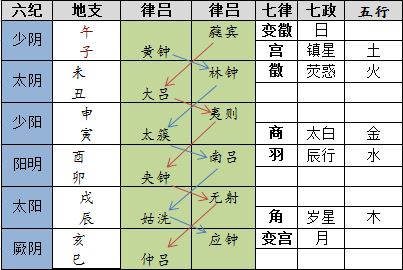 六纪 地支 律吕 律吕 七律 七政 五行
少阴 午 蕤宾 变徵 日
子 黄钟 宫 镇星 土
太阴 未 林钟 徵 荧惑 火
丑 大吕
少阳 申 夷则
寅 太簇 商 太白 金
阳明 酉 南吕 羽 辰行 水
卯 夹钟
太阳 戌 无射
辰 姑洗 角 岁星 木
厥阴 亥 应钟 变宫 月
巳 仲吕